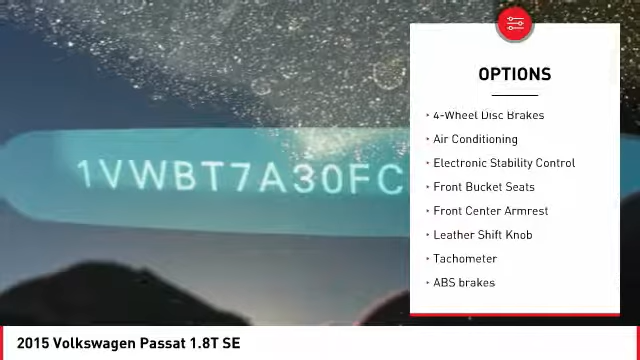 OPTIONS
4-Wheel Disc Brakes
Air Conditioning
Electronic Stability Control
Front Bucket Seats
Front Center Armrest
Leather Shift Knob
Tachometer
ABS brakes
1VWBT7A30FC
2015 Volkswagen Passat 1.8T SE